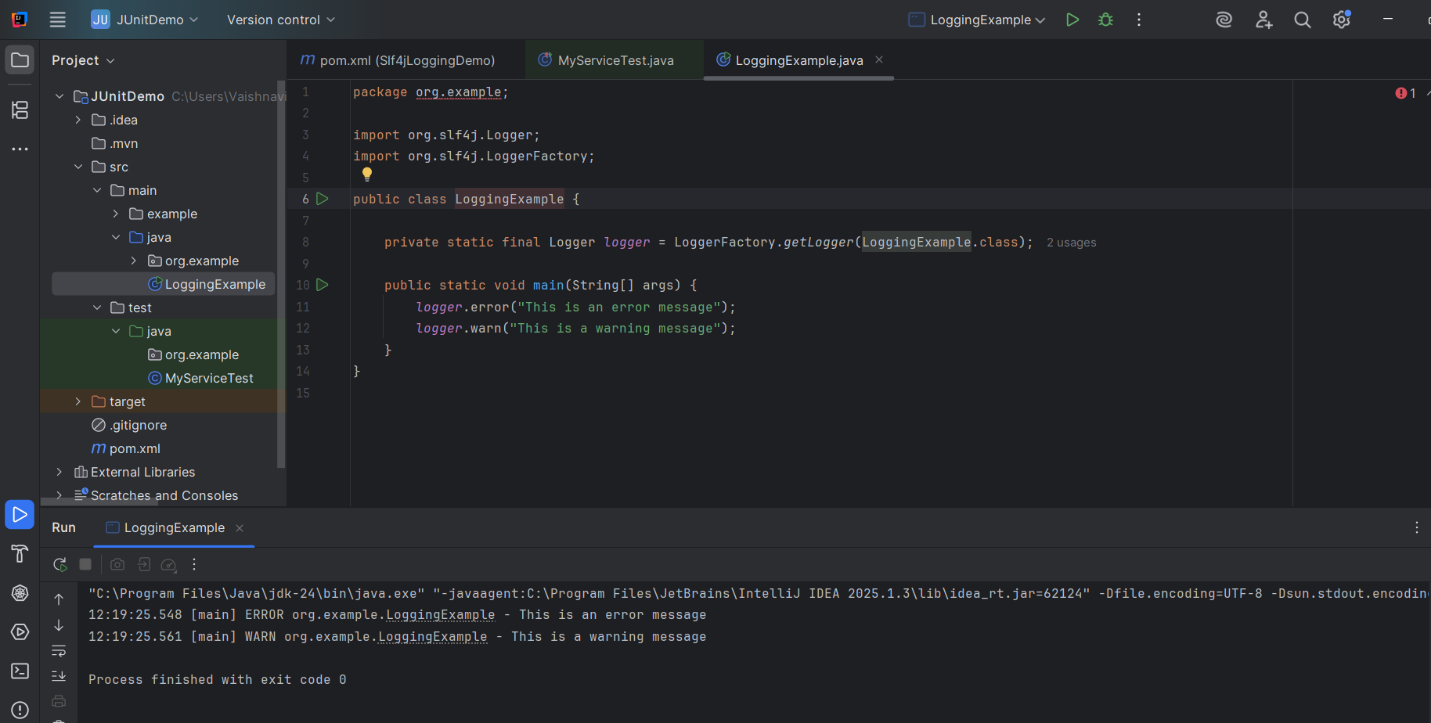 JU JUnitDemo Vairsion control LoggingExample
Project
pom.xml (Slf4jLoggingDemo) MyServiceTest.java LoggingExample.java
JUnitDemo C:\Users\Vaishnavi
.idea
.mvn
src
main
example
java
org.example
LoggingExample
test
java
org.example
MyServiceTest
target
.gitignore
pom.xml
External Libraries
Scratches and Consoles
1 package org.example;
2
3 import org.slf4j.Logger;
4 import org.slf4j.LoggerFactory;
5
6 public class LoggingExample {
7
8 private static final Logger logger = LoggerFactory.getLogger(LoggingExample.class); 2 usages
9
10 public static void main(String[] args) {
11 logger.error("This is an error message");
12 logger.warn("This is a warning message");
13 }
14 }
15
1
Run LoggingExample
"C:\Program Files\Java\jdk-24\bin\java.exe" "-javaagent:C:\Program Files\JetBrains\IntelliJ IDEA 2025.1.3\lib\idea_rt.jar=62124" -Dfile.encoding=UTF-8 -Dsun.stdout.encodin
12:19:25.548 [main] ERROR org.example.LoggingExample - This is an error message
12:19:25.561 [main] WARN org.example.LoggingExample - This is a warning message
Process finished with exit code 0